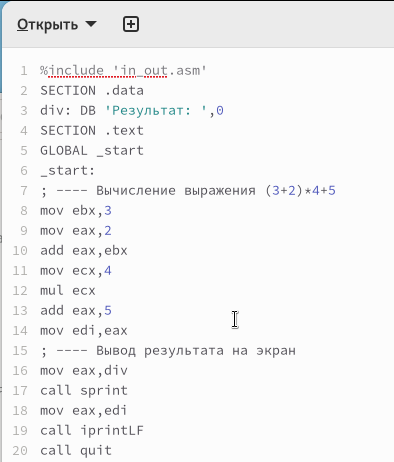 Открыть
1 %include 'in_out.asm'
2 SECTION .data
3 div: DB 'Результат: ',0
4 SECTION .text
5 GLOBAL _start
6 _start:
7 ; ---- Вычисление выражения (3+2)*4+5
8 mov ebx,3
9 mov eax,2
10 add eax,ebx
11 mov ecx,4
12 mul ecx
13 add eax,5
14 mov edi,eax
15 ; ---- Вывод результата на экран
16 mov eax,div
17 call sprint
18 mov eax,edi
19 call iprintLF
20 call quit